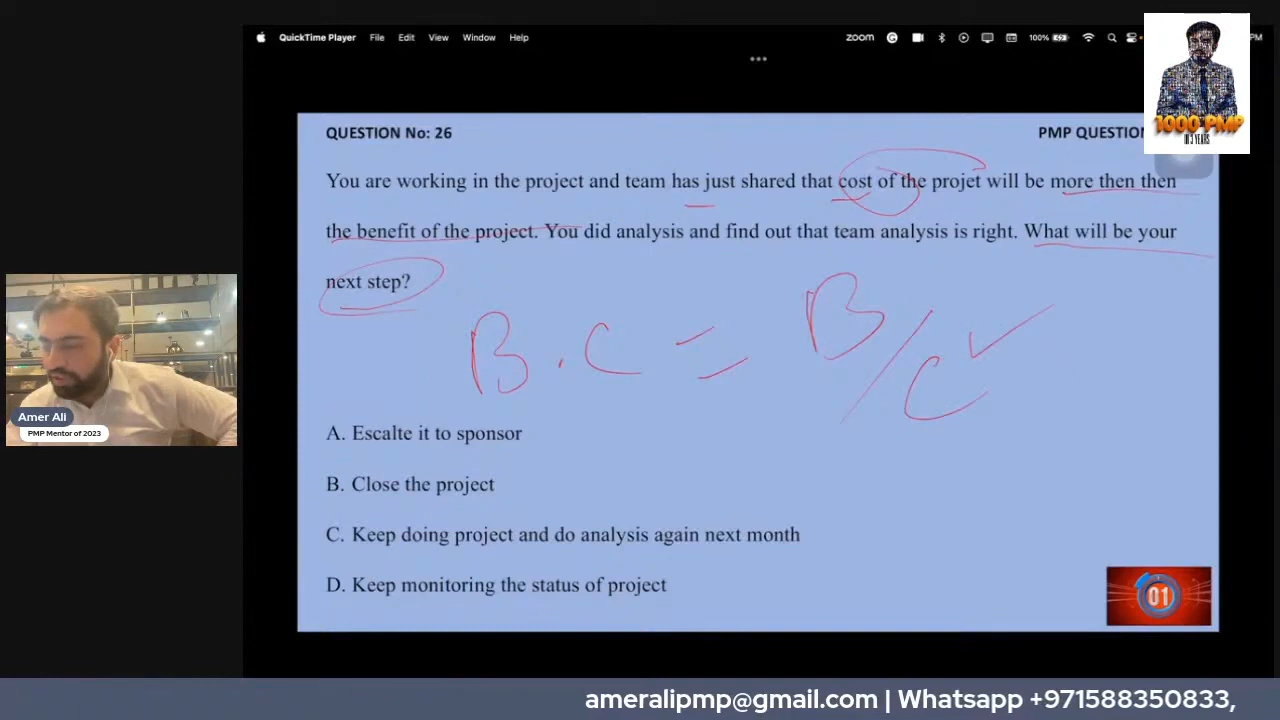 QuickTime Player File Edit View Window Help
zoom 100% PM
1000 PMP
IN 3 YEARS
QUESTION No: 26
PMP QUESTION
You are working in the project and team has just shared that cost of the projet will be more then then
the benefit of the project. You did analysis and find out that team analysis is right. What will be your
next step?
B.C = B/C
A. Escalte it to sponsor
B. Close the project
C. Keep doing project and do analysis again next month
D. Keep monitoring the status of project
01
Amer Ali
PMP Mentor of 2023
ameralipmp@gmail.com | Whatsapp +971588350833,